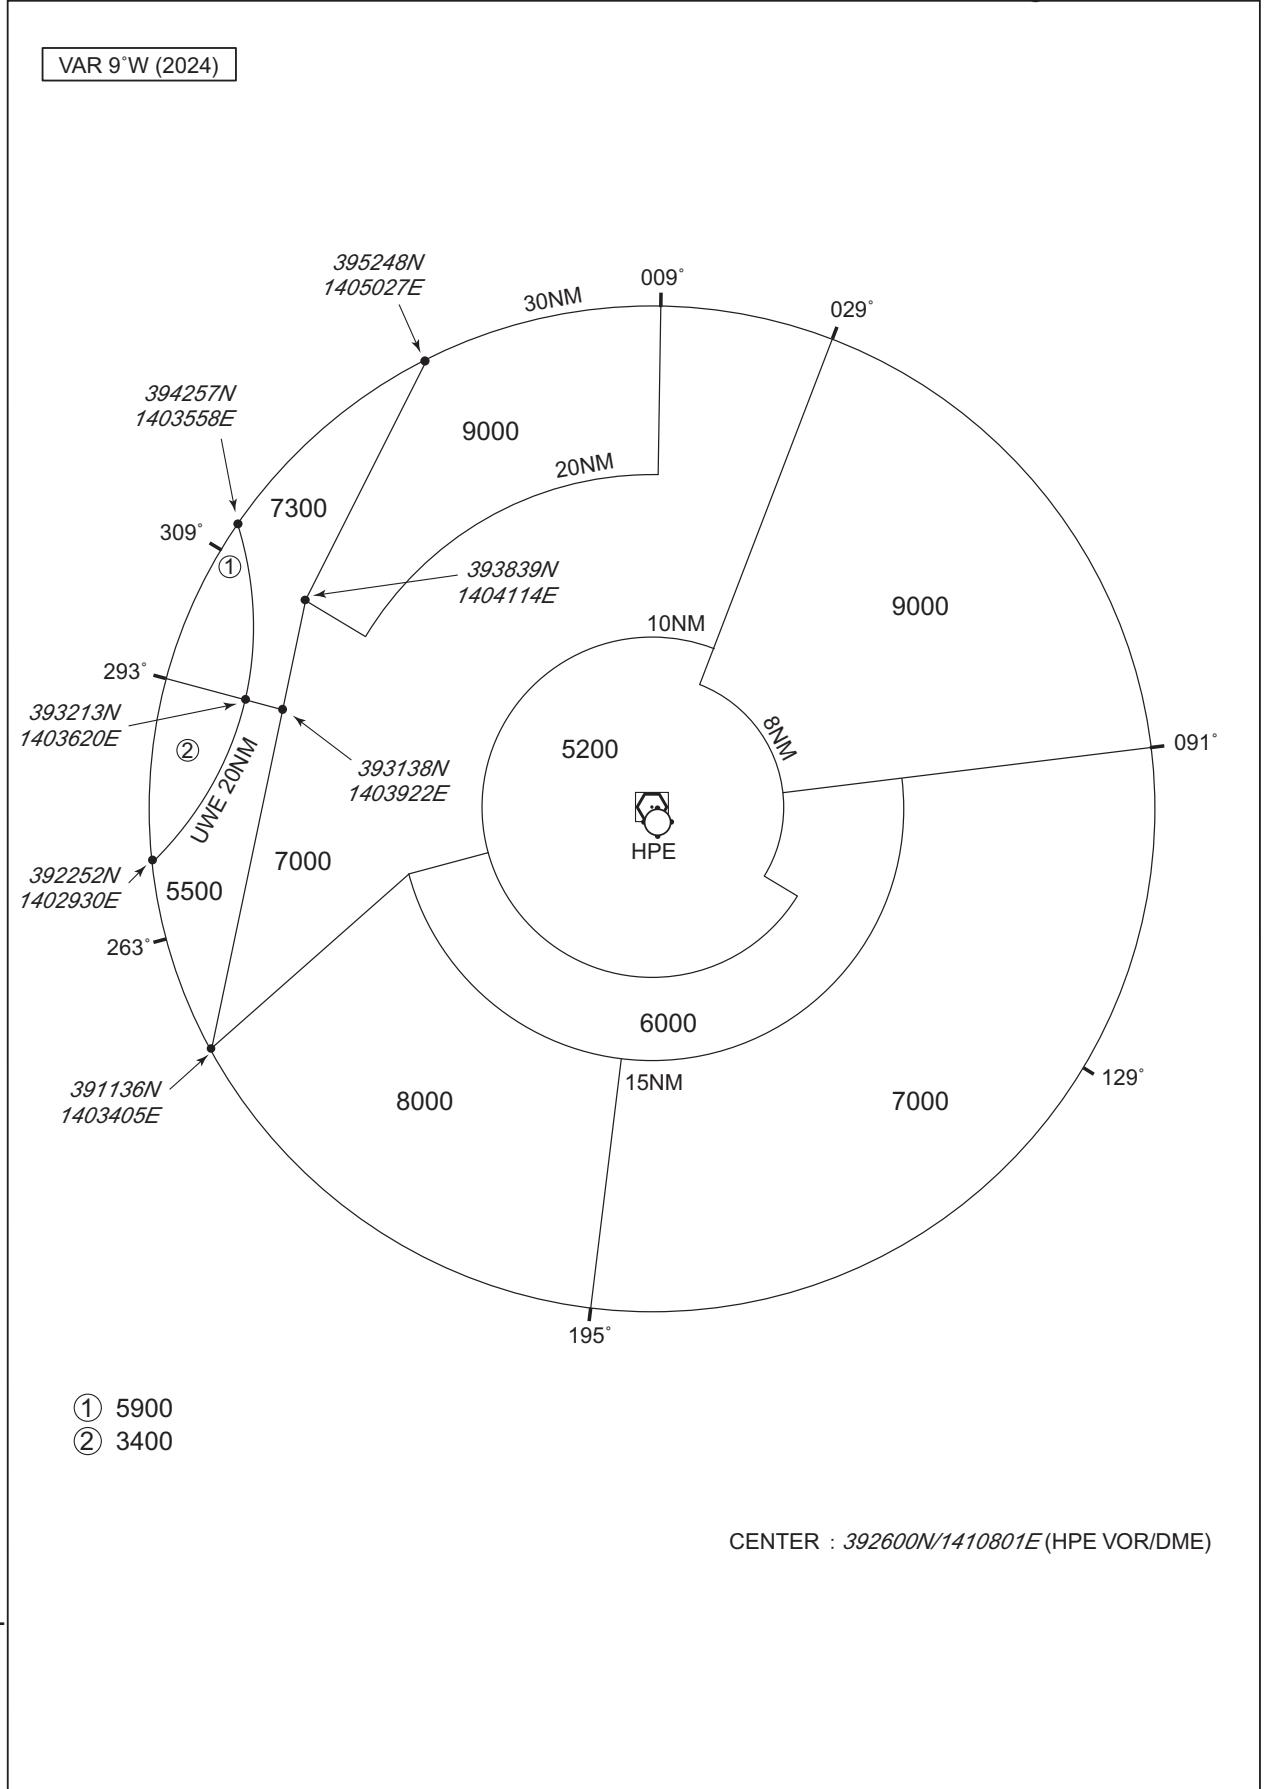 VAR 9˚W (2024)
395248N
1405027E
30NM
009˚
029˚
394257N
1403558E
9000
20NM
7300
309˚
①
393839N
1404114E
9000
10NM
293˚
393213N
1403620E
②
UWE 20NM
393138N
1403922E
5200
8NM
091˚
HPE
7000
392252N
1402930E
5500
263˚
6000
15NM
391136N
1403405E
8000
7000
129˚
195˚
① 5900
② 3400
CENTER : 392600N/1410801E (HPE VOR/DME)